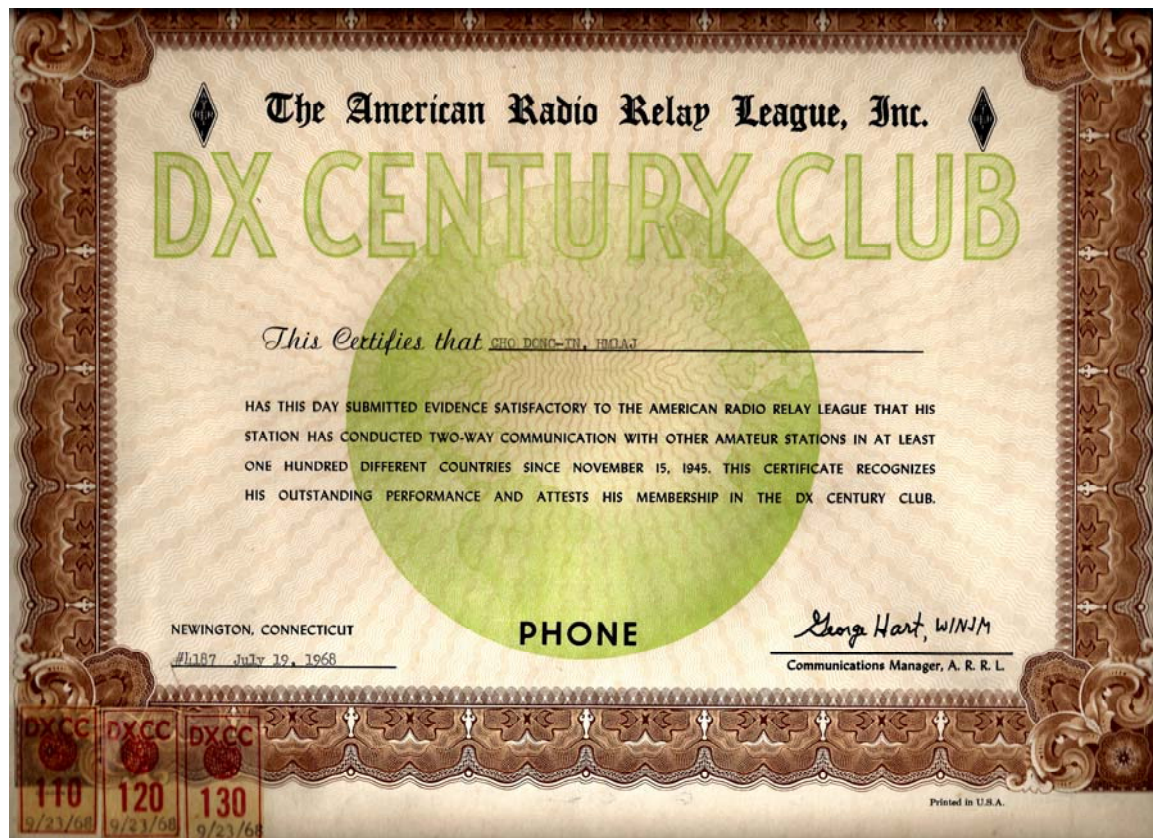 The American Radio Relay League, Inc.
DX CENTURY CLUB
This Certifies that CHO DONG-IN, HM1AJ
HAS THIS DAY SUBMITTED EVIDENCE SATISFACTORY TO THE AMERICAN RADIO RELAY LEAGUE THAT HIS
STATION HAS CONDUCTED TWO-WAY COMMUNICATION WITH OTHER AMATEUR STATIONS IN AT LEAST
ONE HUNDRED DIFFERENT COUNTRIES SINCE NOVEMBER 15, 1945. THIS CERTIFICATE RECOGNIZES
HIS OUTSTANDING PERFORMANCE AND ATTESTS HIS MEMBERSHIP IN THE DX CENTURY CLUB.
NEWINGTON, CONNECTICUT
#4187 July 19, 1968
PHONE
George Hart, W1NJM
Communications Manager, A. R. R. L.
DXCC DXCC DXCC
110 120 130
9/23/68 9/23/68 9/23/68
Printed in U.S.A.